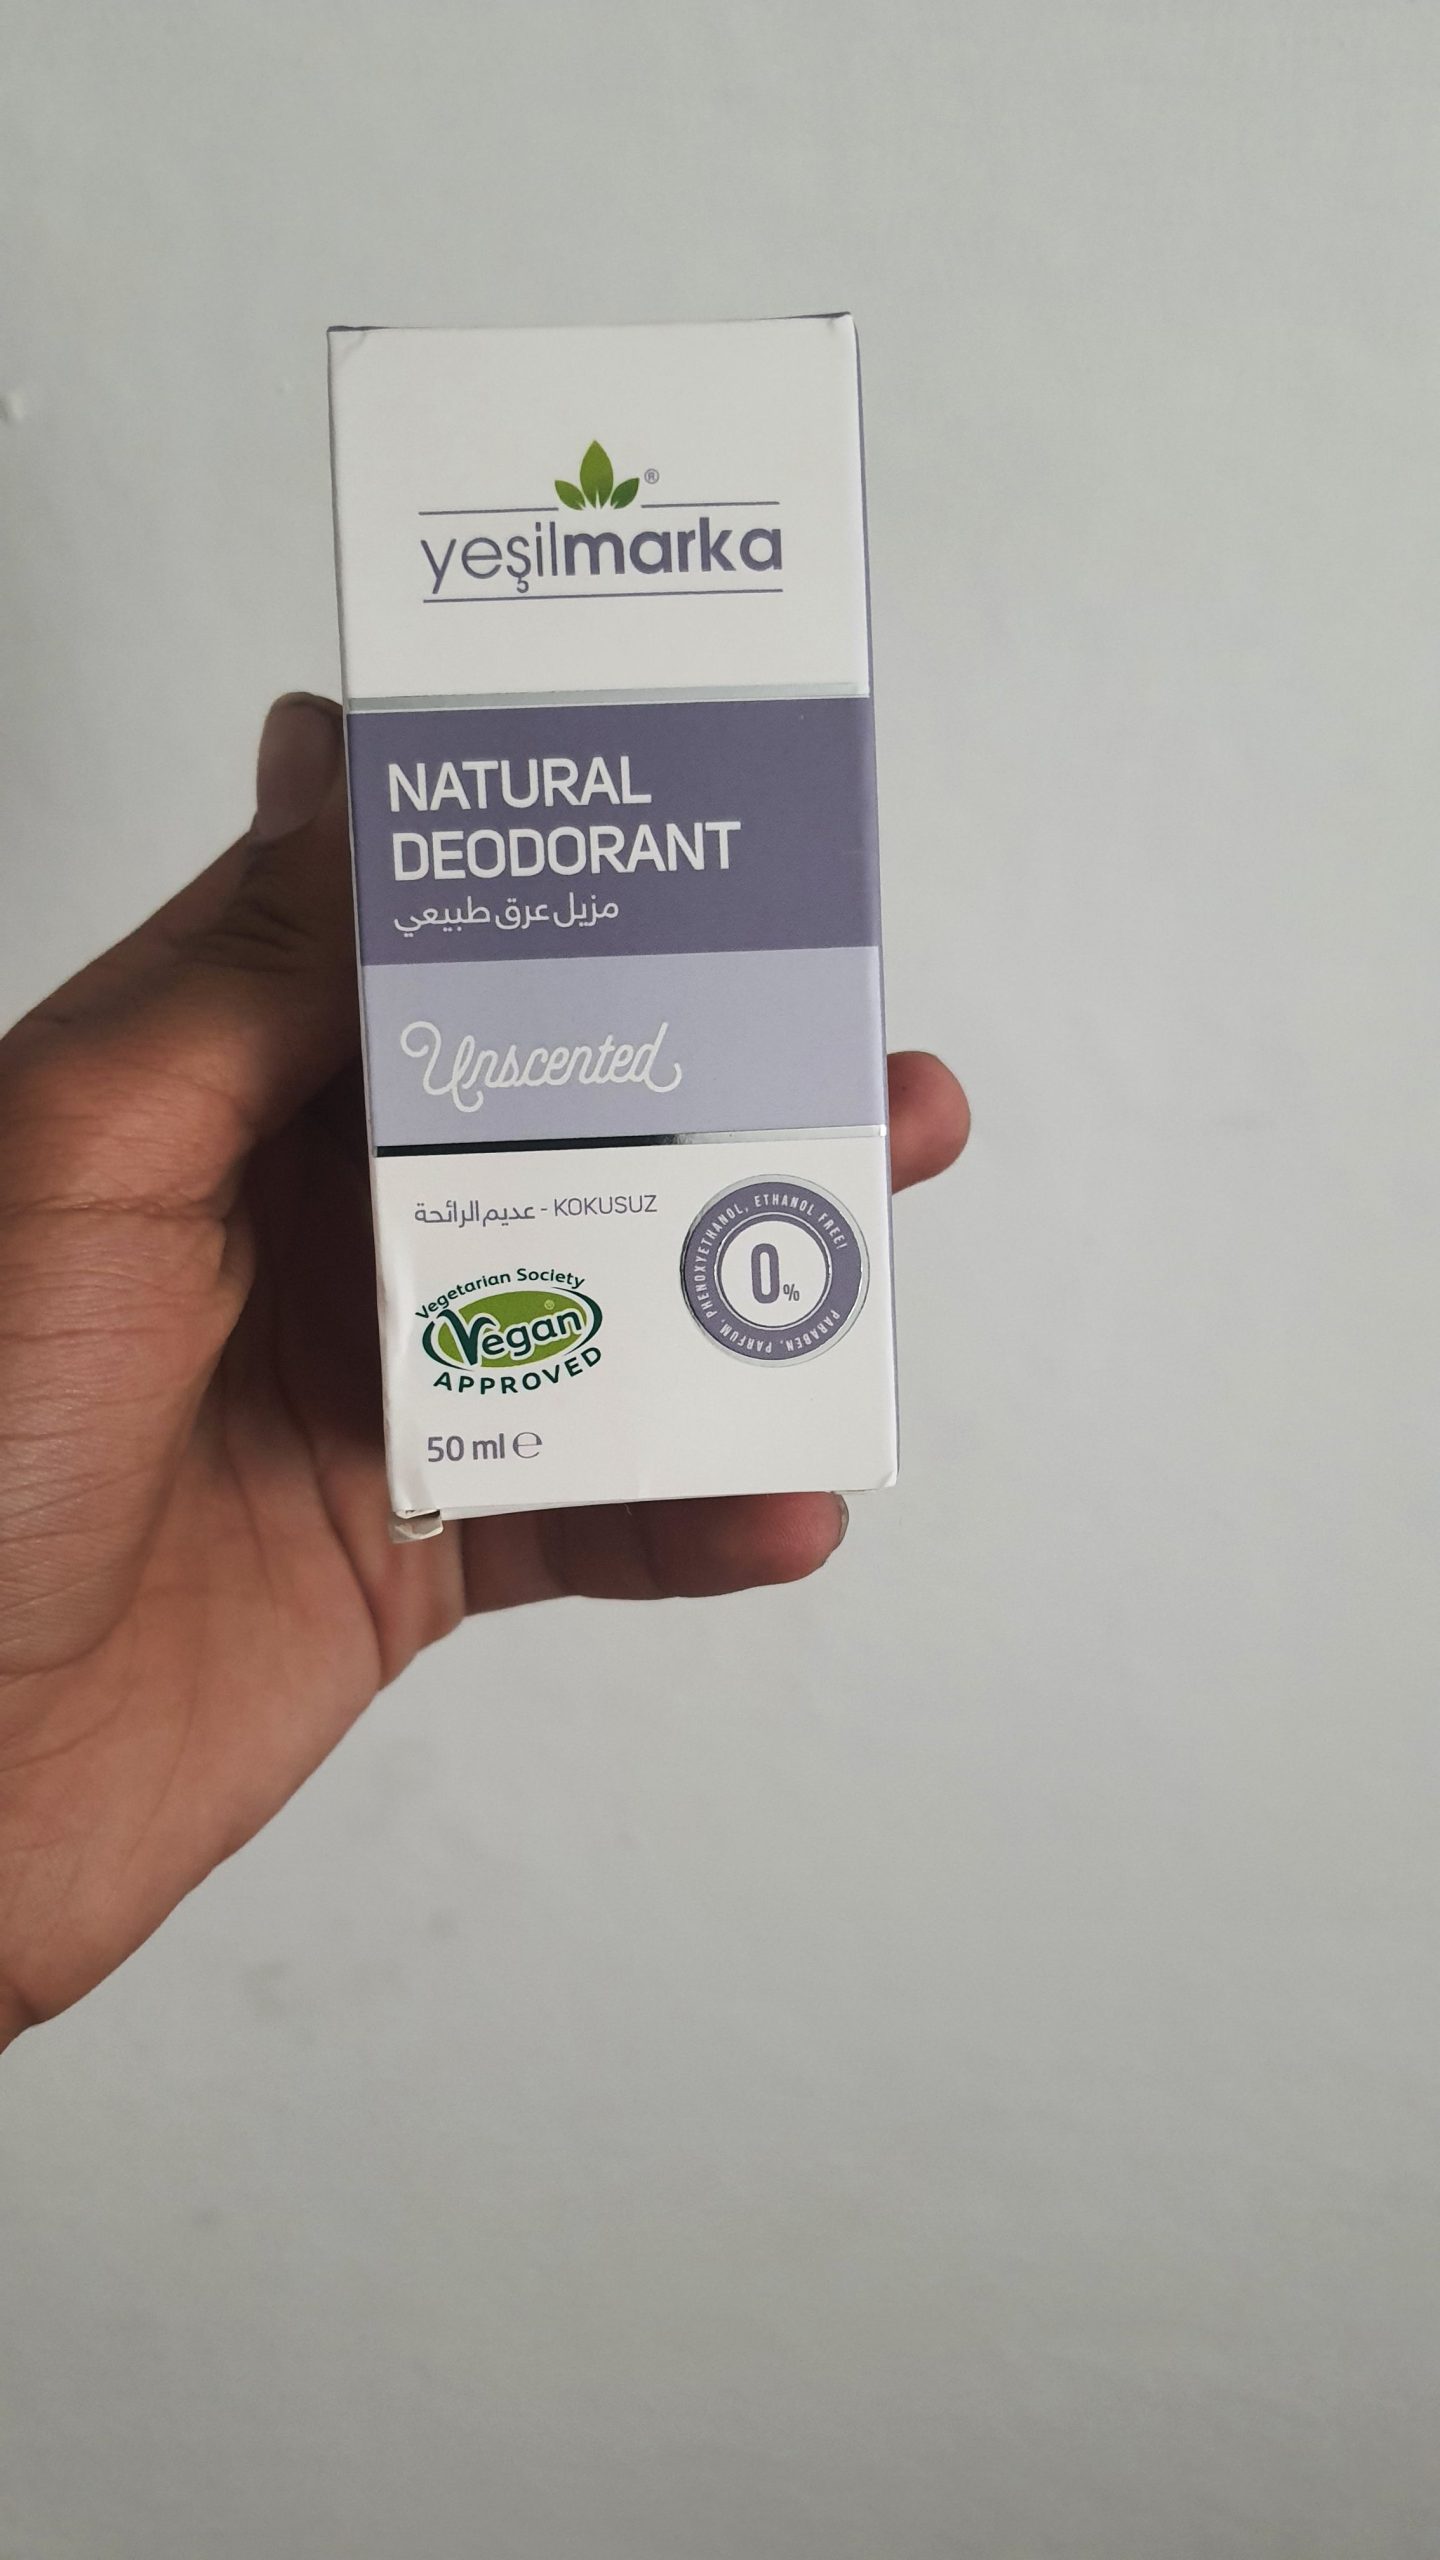 yeşilmarka®
NATURAL
DEODORANT
مزيل عرق طبيعي
Unscented
عديم الرائحة - KOKUSUZ
PARABEN, PARFUM, PHENOXYETHANOL, ETHANOL FREE!
0%
Vegetarian Society
Vegan®
APPROVED
50 ml ℮